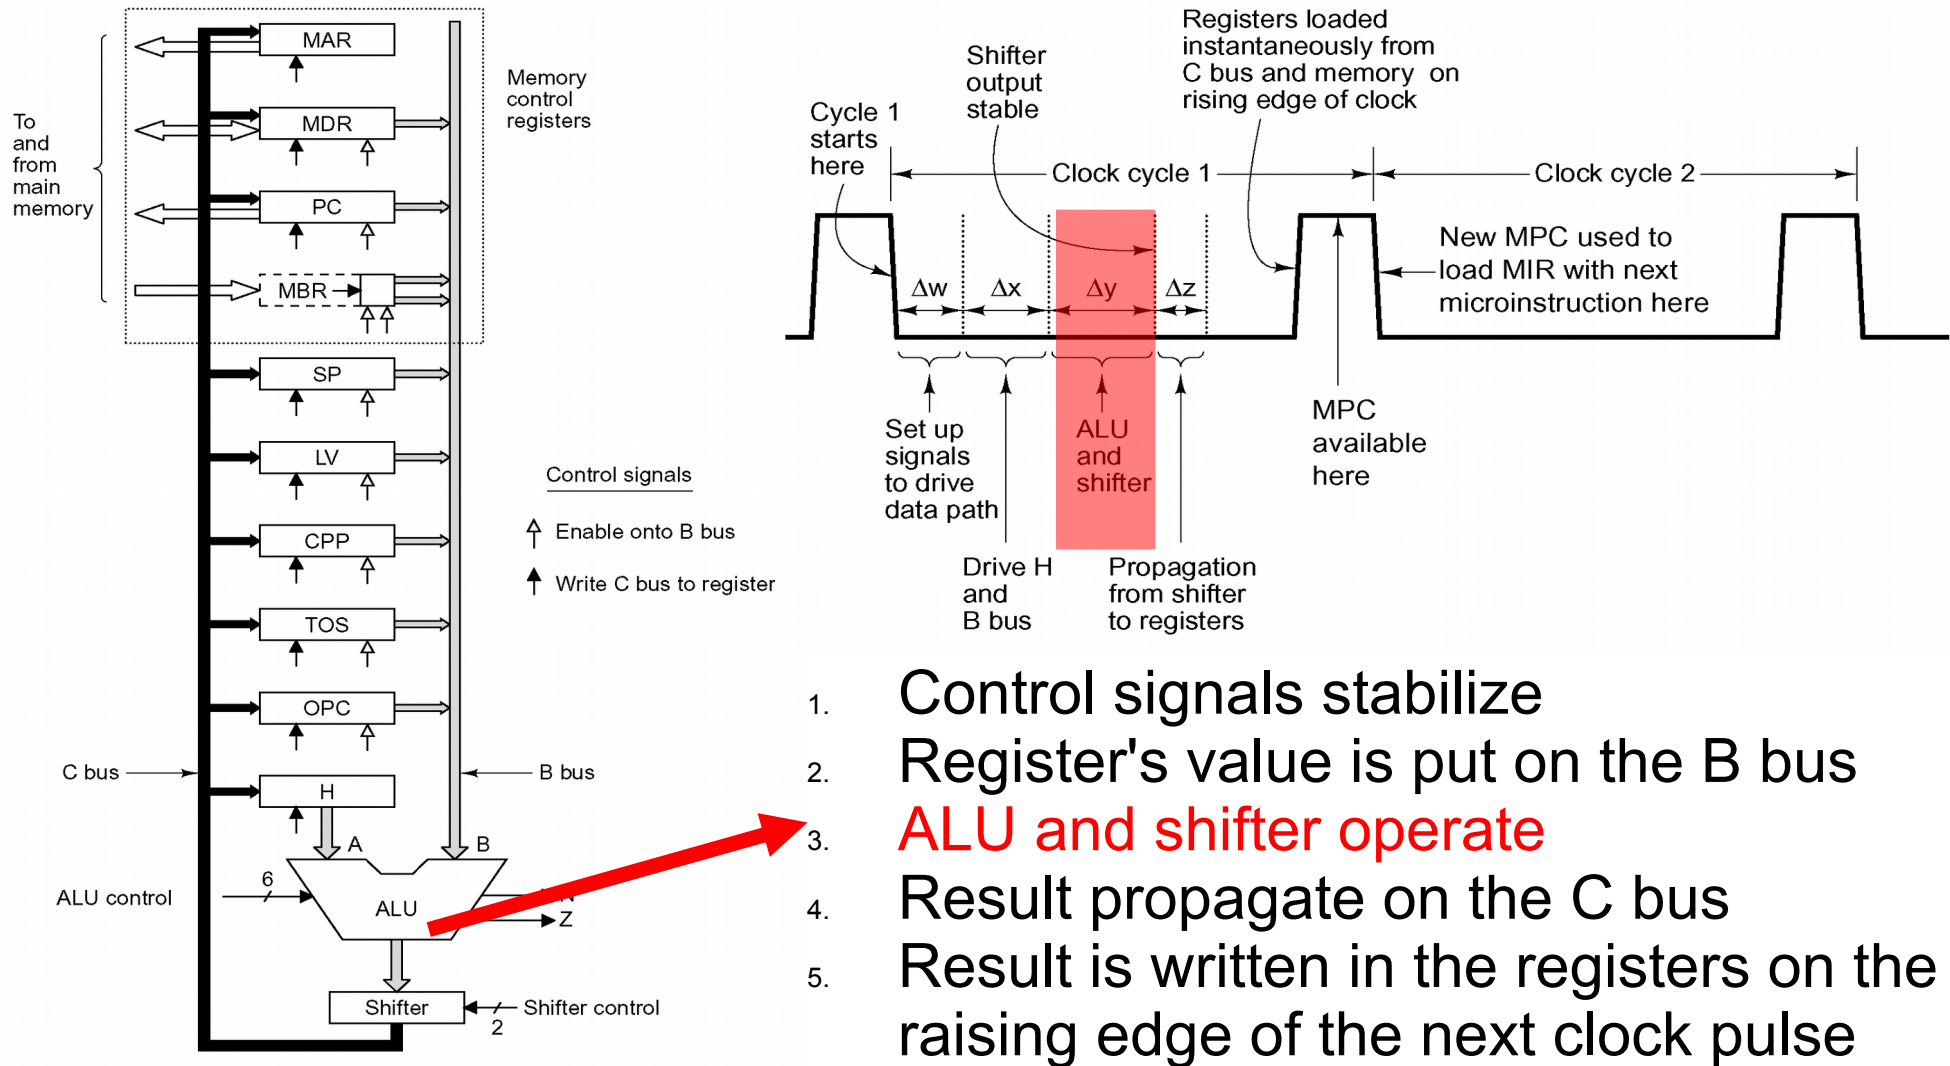 To
and
from
main
memory
MAR
MDR
PC
MBR
Memory
control
registers
SP
LV
CPP
TOS
OPC
H
C bus
B bus
A
B
ALU control
6
ALU
Z
Shifter
Shifter control
2
Control signals
Enable onto B bus
Write C bus to register
Cycle 1
starts
here
Shifter
output
stable
Registers loaded
instantaneously from
C bus and memory on
rising edge of clock
Clock cycle 1
Clock cycle 2
New MPC used to
load MIR with next
microinstruction here
Δw
Δx
Δy
Δz
Set up
signals
to drive
data path
ALU
and
shifter
MPC
available
here
Drive H
and
B bus
Propagation
from shifter
to registers
1. Control signals stabilize
2. Register's value is put on the B bus
3. ALU and shifter operate
4. Result propagate on the C bus
5. Result is written in the registers on the
raising edge of the next clock pulse